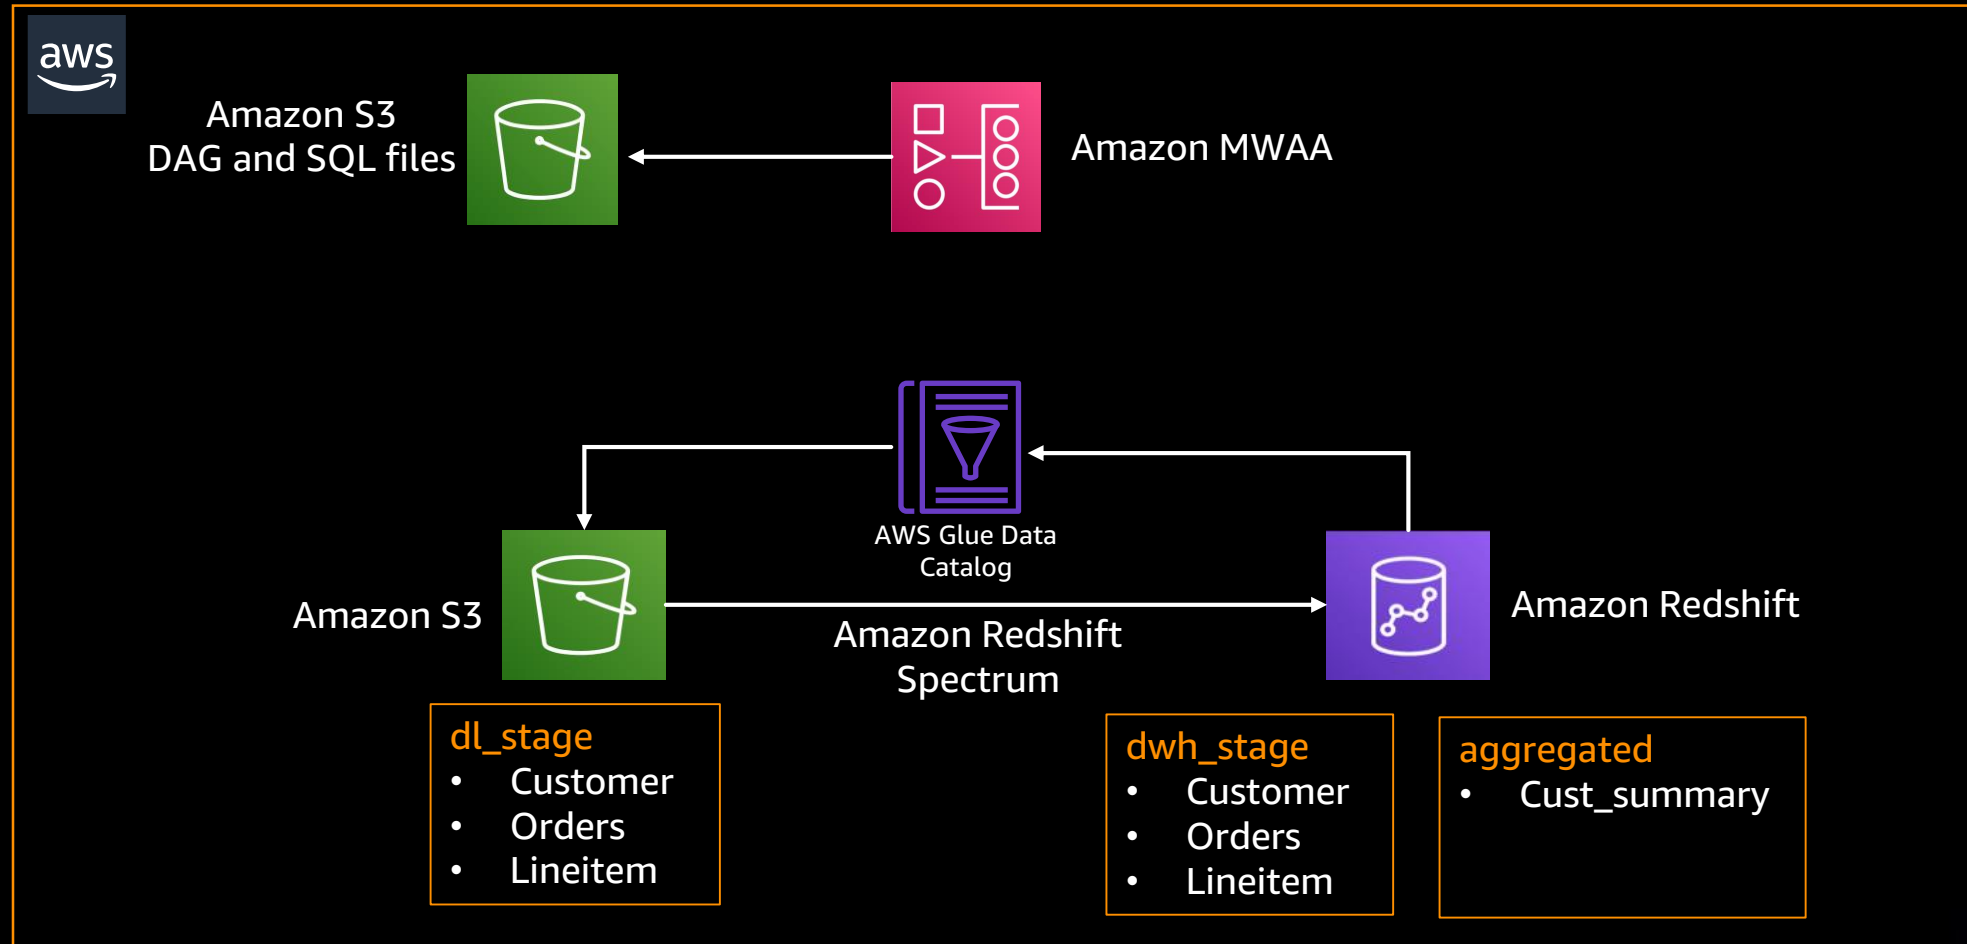 aws
Amazon S3
DAG and SQL files
Amazon MWAA
AWS Glue Data
Catalog
Amazon S3
Amazon Redshift
Spectrum
Amazon Redshift
dl_stage
• Customer
• Orders
• Lineitem
dwh_stage
• Customer
• Orders
• Lineitem
aggregated
• Cust_summary